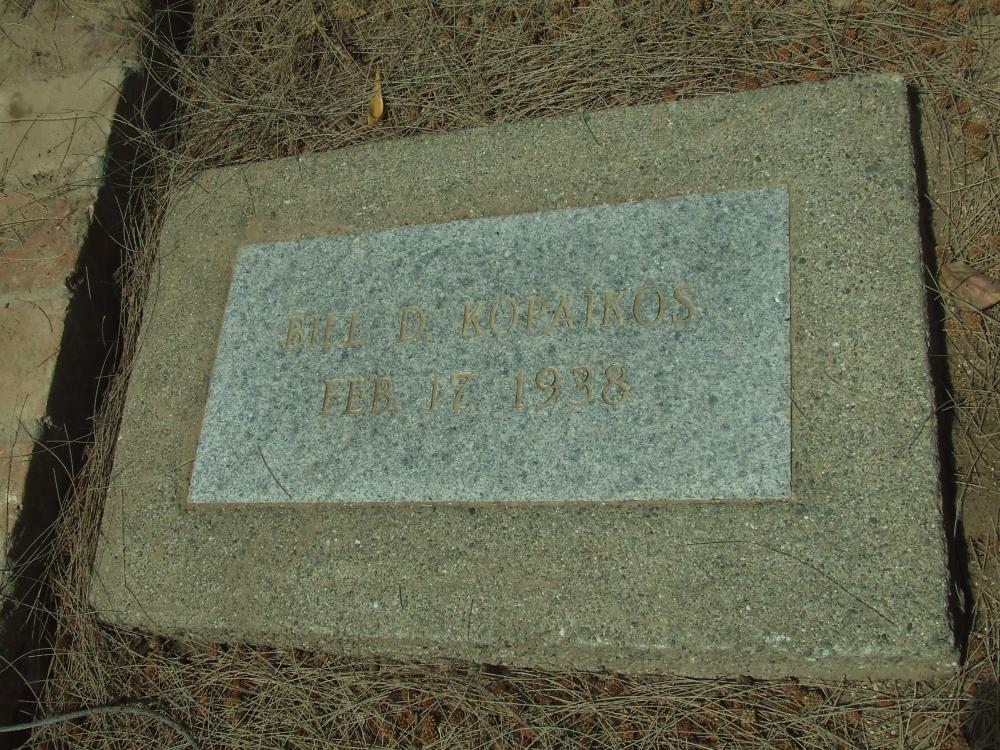 BILL D. KOPAIKOS
FEB. 17 1938